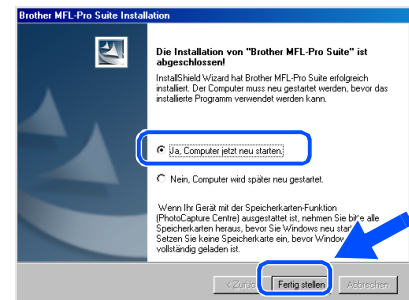 Brother MFL-Pro Suite Installation
Die Installation von "Brother MFL-Pro Suite" ist
abgeschlossen!
InstallShield Wizard hat Brother MFL-Pro Suite erfolgreich
installiert. Der Computer muss neu gestartet werden, bevor das
installierte Programm verwendet werden kann.
Ja, Computer jetzt neu starten.
Nein, Computer wird später neu gestartet.
Wenn Ihr Gerät mit der Speicherkarten-Funktion
(PhotoCapture Centre) ausgestattet ist, nehmen Sie bitte alle
Speicherkarten heraus, bevor Sie Windows neu
Setzen Sie keine Speicherkarte ein, bevor Window
vollständig geladen ist.
< Zurück Fertig stellen Abbrechen